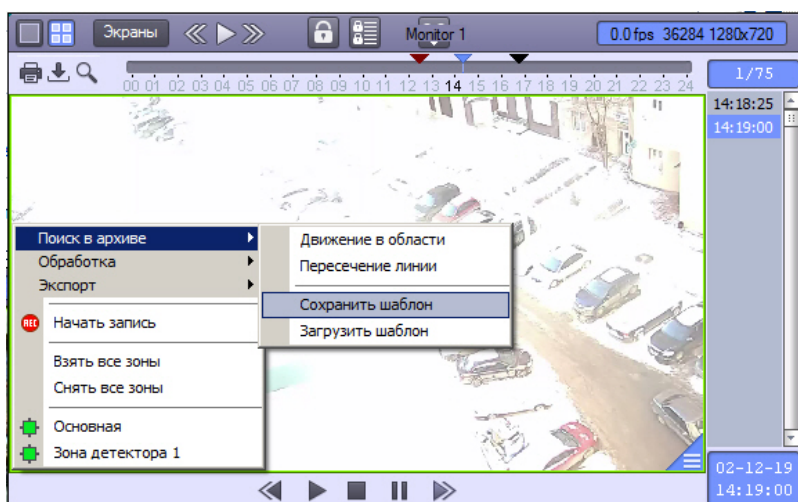 Экраны
Monitor 1
0.0 fps 36284 1280x720
00 01 02 03 04 05 06 07 08 09 10 11 12 13 14 15 16 17 18 19 20 21 22 23 24
1/75
14:18:25
14:19:00
Поиск в архиве
Обработка
Экспорт
REC Начать запись
Взять все зоны
Снять все зоны
Основная
Зона детектора 1
Движение в области
Пересечение линии
Сохранить шаблон
Загрузить шаблон
02-12-19
14:19:00